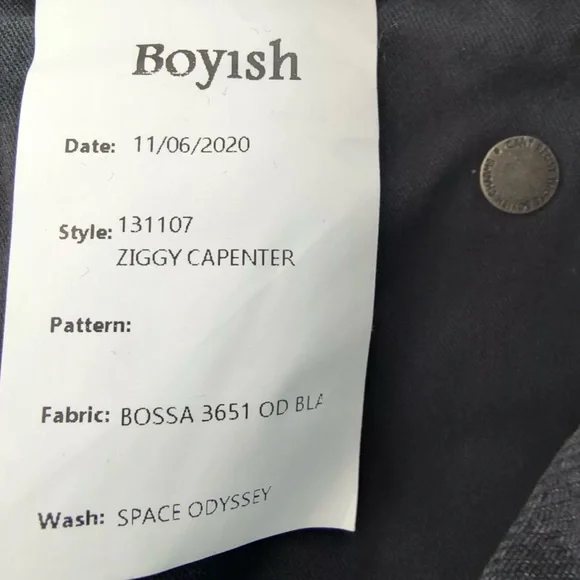 Boyish
Date: 11/06/2020
Style: 131107
ZIGGY CAPENTER
Pattern:
Fabric: BOSSA 3651 OD BLA
Wash: SPACE ODYSSEY